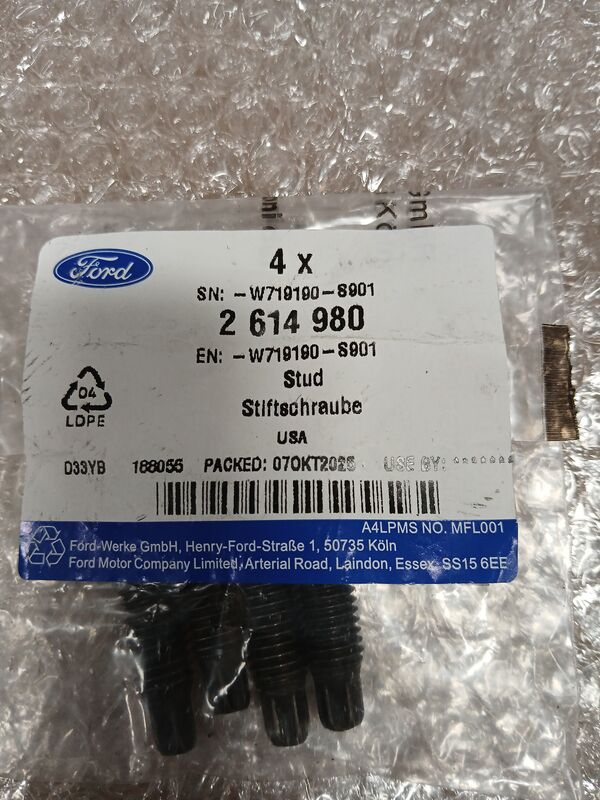 Ford
4 x
SN: -W719190-S901
2 614 980
EN: -W719190-S901
Stud
Stiftschraube
USA
04
LDPE
D33YB 188055 PACKED: 07OKT2025 USE BY: *******
A4LPMS NO. MFL001
Ford-Werke GmbH, Henry-Ford-Straße 1, 50735 Köln
Ford Motor Company Limited, Arterial Road, Laindon, Essex. SS15 6EE